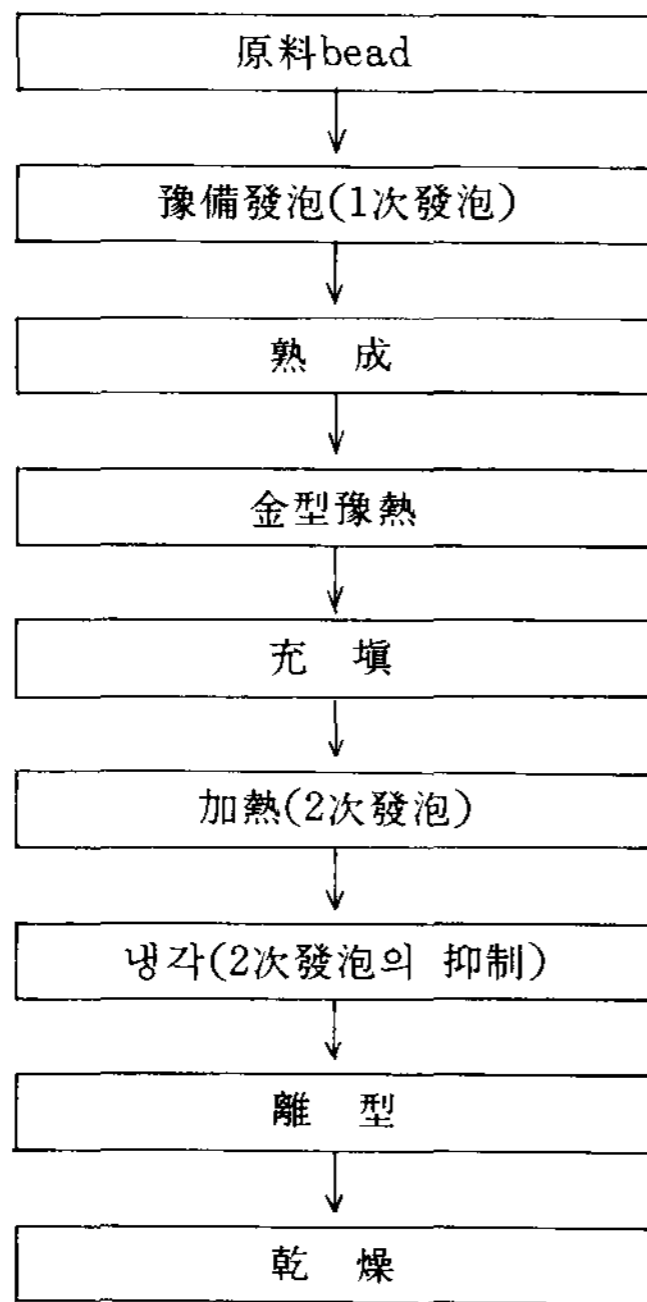 原料bead
豫備發泡(1次發泡)
熟 成
金型豫熱
充 塡
加熱(2次發泡)
냉각(2次發泡의 抑制)
離 型
乾 燥